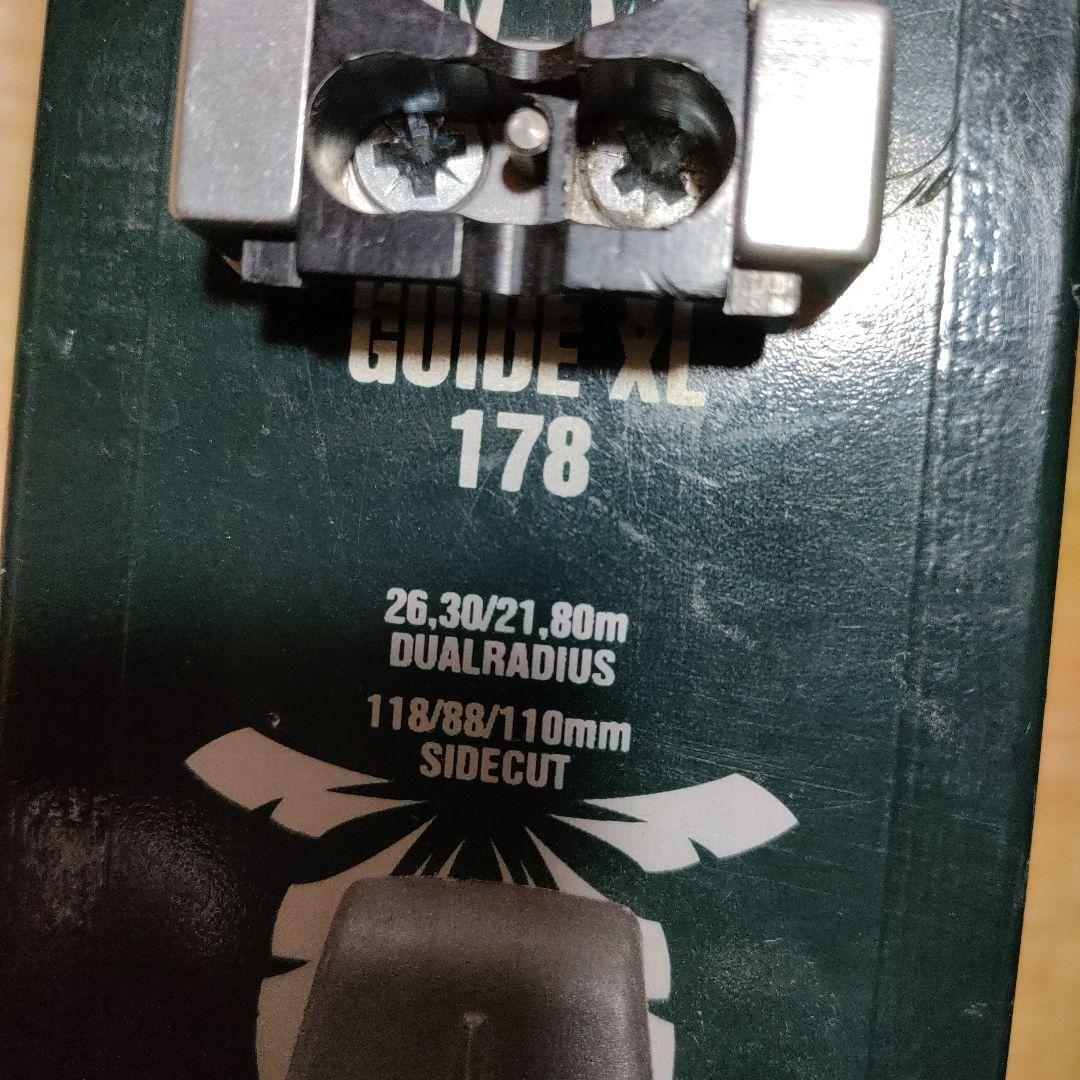 GUIDE XL
178
26,30/21,80m
DUALRADIUS
118/88/110mm
SIDECUT